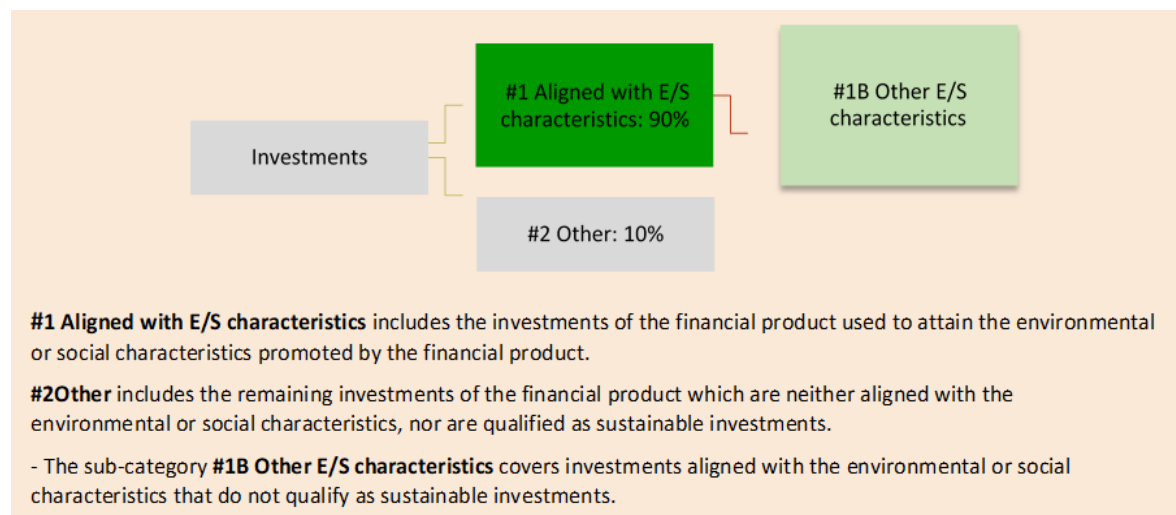 #1 Aligned with E/S
characteristics: 90%
#1B Other E/S
characteristics
Investments
#2 Other: 10%
#1 Aligned with E/S characteristics includes the investments of the financial product used to attain the environmental
or social characteristics promoted by the financial product.
#2Other includes the remaining investments of the financial product which are neither aligned with the
environmental or social characteristics, nor are qualified as sustainable investments.
- The sub-category #1B Other E/S characteristics covers investments aligned with the environmental or social
characteristics that do not qualify as sustainable investments.